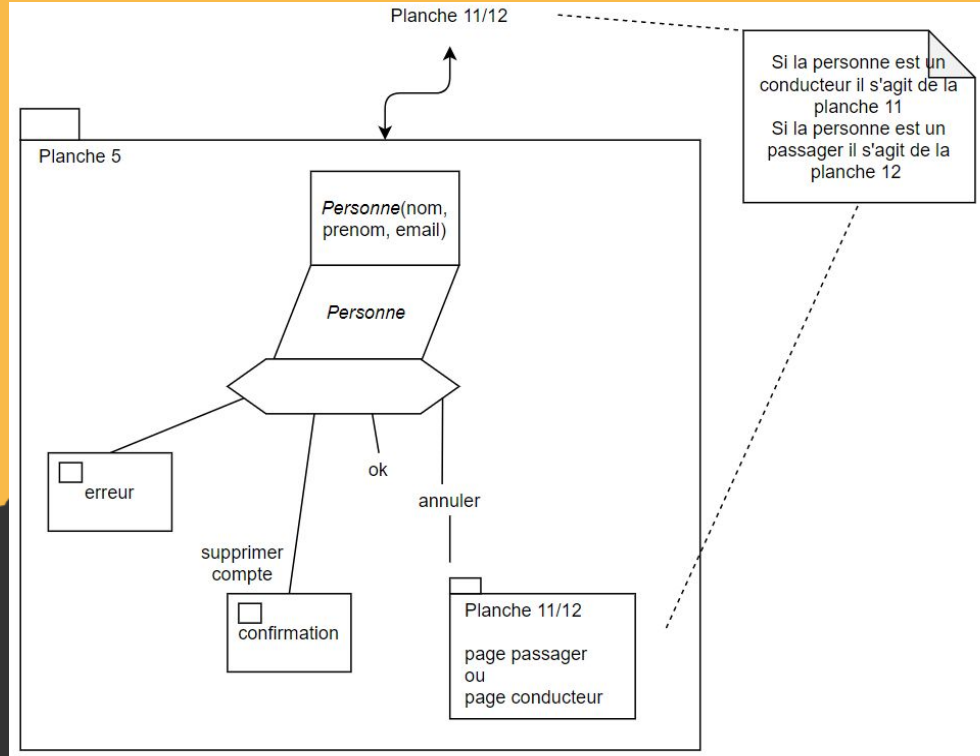 Planche 11/12
Si la personne est un
conducteur il s'agit de la
planche 11
Si la personne est un
passager il s'agit de la
planche 12
Planche 5
Personne(nom,
prenom, email)
Personne
erreur
ok
annuler
supprimer
compte
confirmation
Planche 11/12
page passager
ou
page conducteur